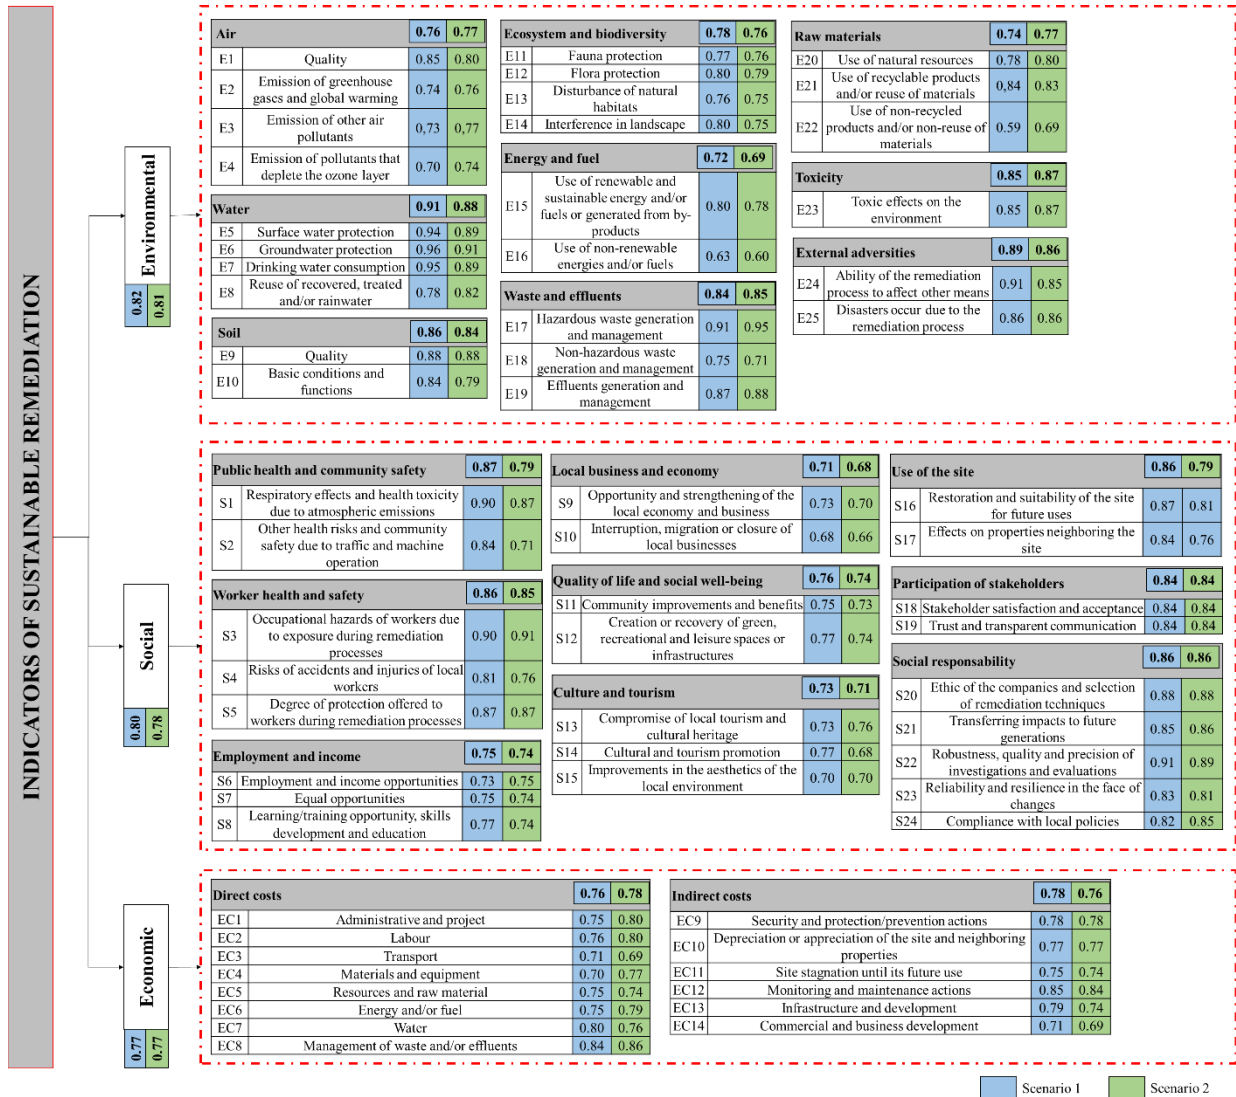 INDICATORS OF SUSTAINABLE REMEDIATION
Environmental
0.82
0.81
Air 0.76 0.77
E1 Quality 0.85 0.80
E2 Emission of greenhouse
gases and global warming 0.74 0.76
E3 Emission of other air
pollutants 0,73 0,77
E4 Emission of pollutants that
deplete the ozone layer 0.70 0.74
Water 0.91 0.88
E5 Surface water protection 0.94 0.89
E6 Groundwater protection 0.96 0.91
E7 Drinking water consumption 0.95 0.89
E8 Reuse of recovered, treated
and/or rainwater 0.78 0.82
Soil 0.86 0.84
E9 Quality 0.88 0.88
E10 Basic conditions and
functions 0.84 0.79
Ecosystem and biodiversity 0.78 0.76
E11 Fauna protection 0.77 0.76
E12 Flora protection 0.80 0.79
E13 Disturbance of natural
habitats 0.76 0.75
E14 Interference in landscape 0.80 0.75
Energy and fuel 0.72 0.69
E15 Use of renewable and
sustainable energy and/or
fuels or generated from by-
products 0.80 0.78
E16 Use of non-renewable
energies and/or fuels 0.63 0.60
Waste and effluents 0.84 0.85
E17 Hazardous waste generation
and management 0.91 0.95
E18 Non-hazardous waste
generation and management 0.75 0.71
E19 Effluents generation and
management 0.87 0.88
Raw materials 0.74 0.77
E20 Use of natural resources 0.78 0.80
E21 Use of recyclable products
and/or reuse of materials 0,84 0.83
E22 Use of non-recycled
products and/or non-reuse of
materials 0.59 0.69
Toxicity 0.85 0.87
E23 Toxic effects on the
environment 0.85 0.87
External adversities 0.89 0.86
E24 Ability of the remediation
process to affect other means 0.91 0.85
E25 Disasters occur due to the
remediation process 0.86 0.86
Social
0.80
0.78
Public health and community safety 0.87 0.79
S1 Respiratory effects and health toxicity
due to atmospheric emissions 0.90 0.87
S2 Other health risks and community
safety due to traffic and machine
operation 0.84 0.71
Worker health and safety 0.86 0.85
S3 Occupational hazards of workers due
to exposure during remediation
processes 0.90 0.91
S4 Risks of accidents and injuries of local
workers 0.81 0.76
S5 Degree of protection offered to
workers during remediation processes 0.87 0.87
Employment and income 0.75 0.74
S6 Employment and income opportunities 0.73 0.75
S7 Equal opportunities 0.75 0.74
S8 Learning/training opportunity, skills
development and education 0.77 0.74
Local business and economy 0.71 0.68
S9 Opportunity and strengthening of the
local economy and business 0.73 0.70
S10 Interruption, migration or closure of
local businesses 0.68 0.66
Quality of life and social well-being 0.76 0.74
S11 Community improvements and benefits 0.75 0.73
S12 Creation or recovery of green,
recreational and leisure spaces or
infrastructures 0.77 0.74
Culture and tourism 0.73 0.71
S13 Compromise of local tourism and
cultural heritage 0.73 0.76
S14 Cultural and tourism promotion 0.77 0.68
S15 Improvements in the aesthetics of the
local environment 0.70 0.70
Use of the site 0.86 0.79
S16 Restoration and suitability of the site
for future uses 0.87 0.81
S17 Effects on properties neighboring the
site 0.84 0.76
Participation of stakeholders 0.84 0.84
S18 Stakeholder satisfaction and acceptance 0.84 0.84
S19 Trust and transparent communication 0.84 0.84
Social responsability 0.86 0.86
S20 Ethic of the companies and selection
of remediation techniques 0.88 0.88
S21 Transferring impacts to future
generations 0.85 0.86
S22 Robustness, quality and precision of
investigations and evaluations 0.91 0.89
S23 Reliability and resilience in the face of
changes 0.83 0.81
S24 Compliance with local policies 0.82 0.85
Economic
0.77
0.77
Direct costs 0.76 0.78
EC1 Administrative and project 0.75 0.80
EC2 Labour 0.76 0.80
EC3 Transport 0.71 0.69
EC4 Materials and equipment 0.70 0.77
EC5 Resources and raw material 0.75 0.74
EC6 Energy and/or fuel 0.75 0.79
EC7 Water 0.80 0.76
EC8 Management of waste and/or effluents 0.84 0.86
Indirect costs 0.78 0.76
EC9 Security and protection/prevention actions 0.78 0.78
EC10 Depreciation or appreciation of the site and neighboring
properties 0.77 0.77
EC11 Site stagnation until its future use 0.75 0.74
EC12 Monitoring and maintenance actions 0.85 0.84
EC13 Infrastructure and development 0.79 0.74
EC14 Commercial and business development 0.71 0.69
Scenario 1 Scenario 2